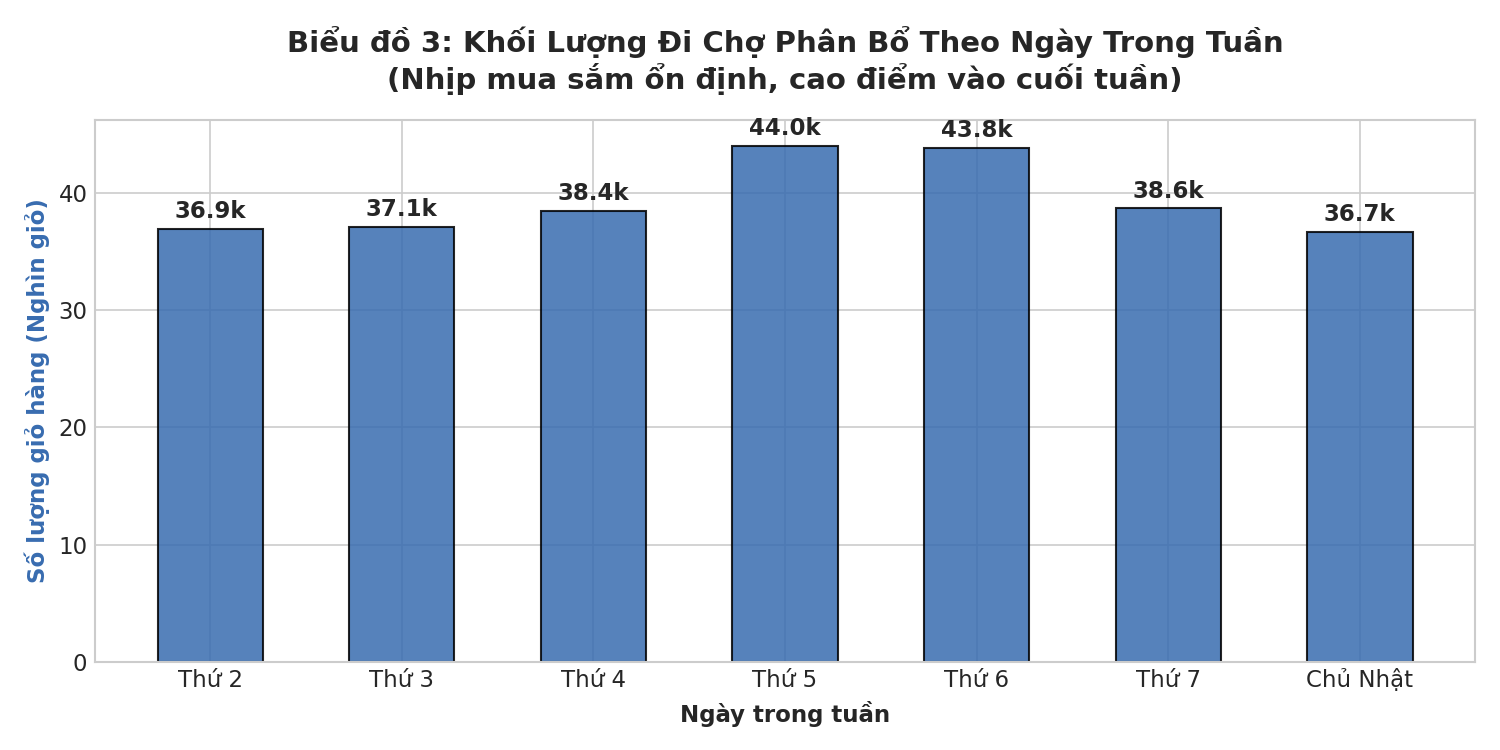 Biểu đồ 3: Khối Lượng Đi Chợ Phân Bổ Theo Ngày Trong Tuần
(Nhịp mua sắm ổn định, cao điểm vào cuối tuần)
Số lượng giỏ hàng (Nghìn giỏ)
40
30
20
10
0
36.9k
37.1k
38.4k
44.0k
43.8k
38.6k
36.7k
Thứ 2
Thứ 3
Thứ 4
Thứ 5
Thứ 6
Thứ 7
Chủ Nhật
Ngày trong tuần